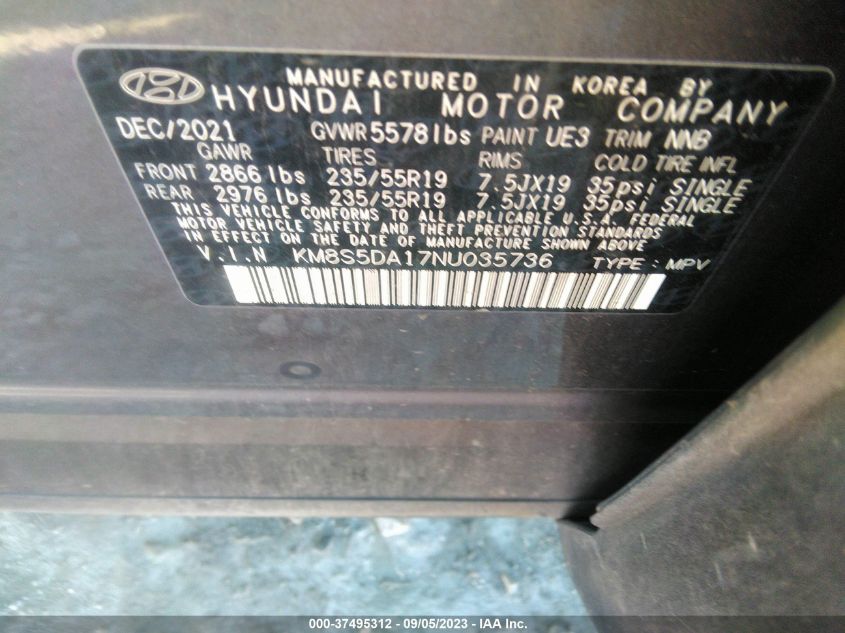 MANUFACTURED IN KOREA BY
HYUNDAI MOTOR COMPANY
DEC/2021 GVWR 5578lbs PAINT UE3 TRIM NNB
GAWR TIRES RIMS COLD TIRE INFL
FRONT 2866 lbs 235/55R19 7.5JX19 35psi SINGLE
REAR 2976 lbs 235/55R19 7.5JX19 35psi SINGLE
THIS VEHICLE CONFORMS TO ALL APPLICABLE U.S.A. FEDERAL
MOTOR VEHICLE SAFETY AND THEFT PREVENTION STANDARDS
IN EFFECT ON THE DATE OF MANUFACTURE SHOWN ABOVE
V.I.N KM8S5DA17NU035736 TYPE : MPV
000-37495312 - 09/05/2023 - IAA Inc.